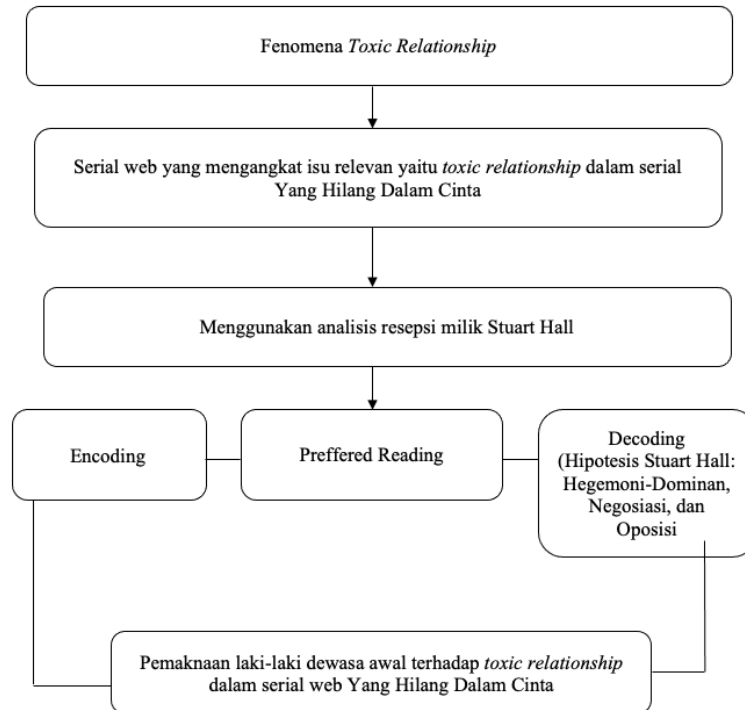 Fenomena Toxic Relationship
Serial web yang mengangkat isu relevan yaitu toxic relationship dalam serial
Yang Hilang Dalam Cinta
Menggunakan analisis resepsi milik Stuart Hall
Encoding
Preffered Reading
Decoding
(Hipotesis Stuart Hall:
Hegemoni-Dominan,
Negosiasi, dan
Oposisi
Pemaknaan laki-laki dewasa awal terhadap toxic relationship
dalam serial web Yang Hilang Dalam Cinta